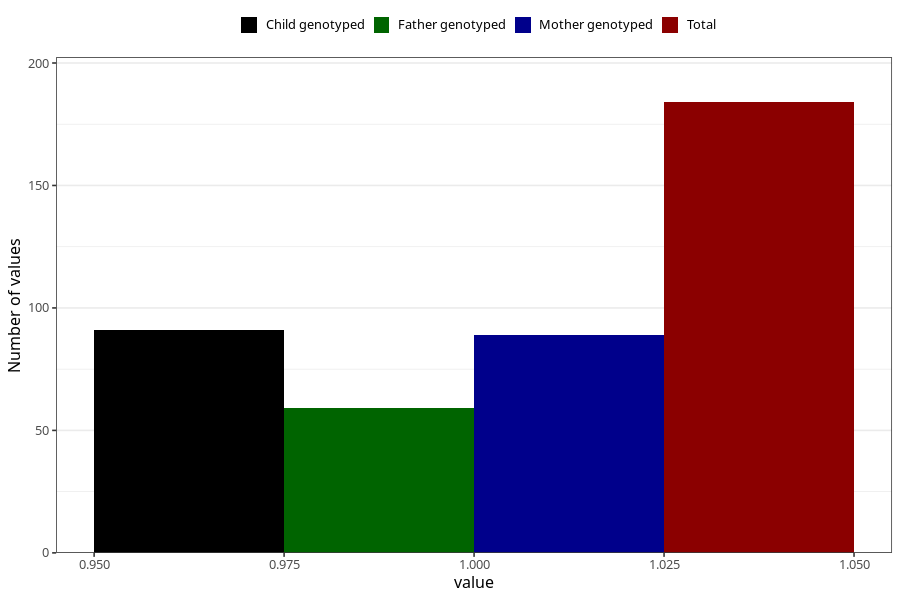 Child genotyped Father genotyped Mother genotyped Total
200
150
100
50
0
Number of values
0.950 0.975 1.000 1.025 1.050
value